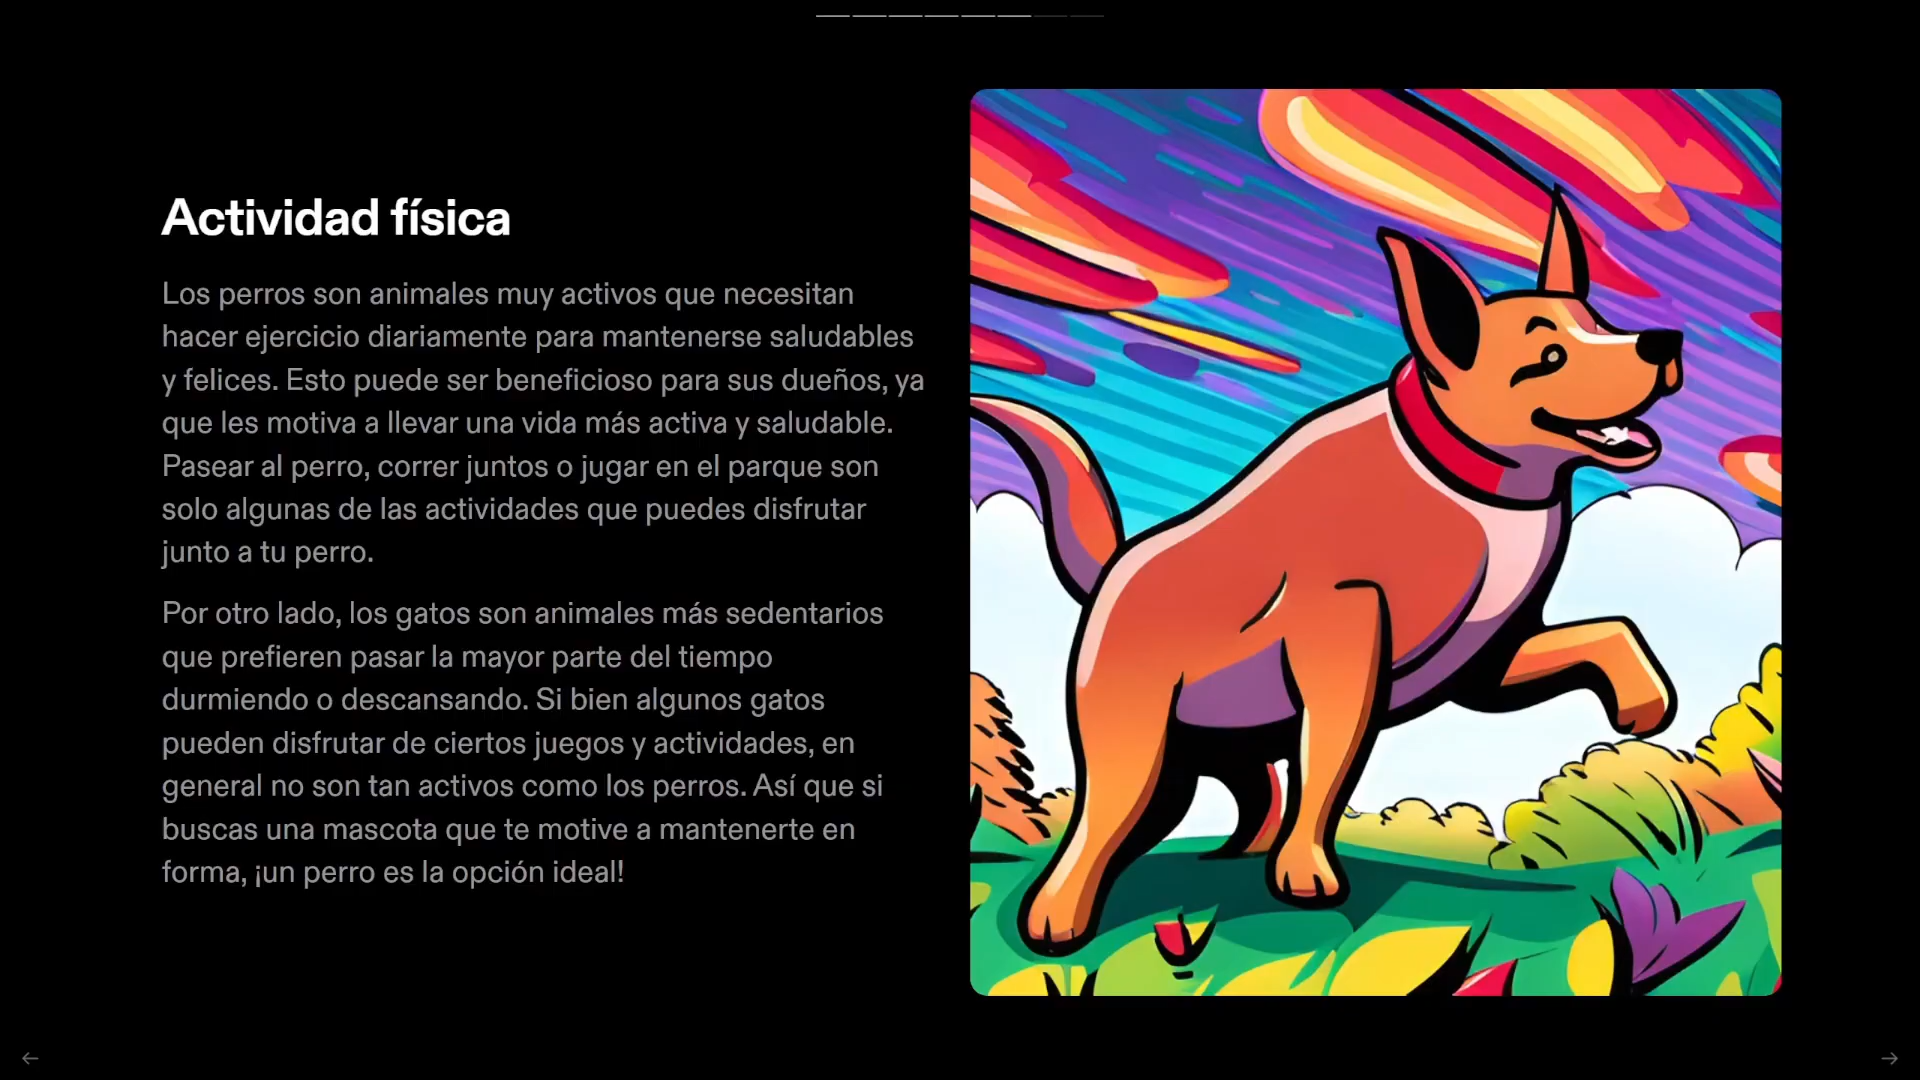 Actividad física
Los perros son animales muy activos que necesitan
hacer ejercicio diariamente para mantenerse saludables
y felices. Esto puede ser beneficioso para sus dueños, ya
que les motiva a llevar una vida más activa y saludable.
Pasear al perro, correr juntos o jugar en el parque son
solo algunas de las actividades que puedes disfrutar
junto a tu perro.
Por otro lado, los gatos son animales más sedentarios
que prefieren pasar la mayor parte del tiempo
durmiendo o descansando. Si bien algunos gatos
pueden disfrutar de ciertos juegos y actividades, en
general no son tan activos como los perros. Así que si
buscas una mascota que te motive a mantenerte en
forma, ¡un perro es la opción ideal!